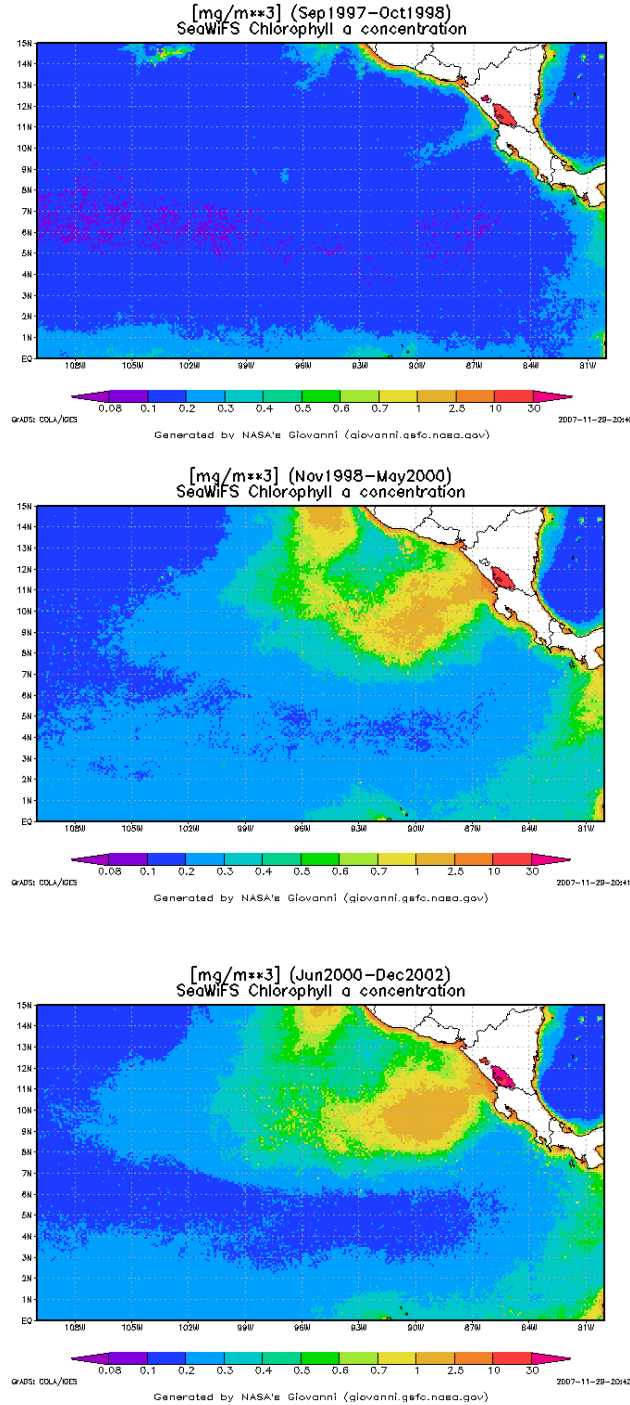 [mg/m**3] (Sep1997-Oct1998)
SeaWiFS Chlorophyll a concentration
15N
14N
13N
12N
11N
10N
9N
8N
7N
6N
5N
4N
3N
2N
1N
EQ
108W 105W 102W 99W 96W 93W 90W 87W 84W 81W
0.08 0.1 0.2 0.3 0.4 0.5 0.6 0.7 1 2.5 10 30
GrADS: COLA/IGES
Generated by NASA's Giovanni (giovanni.gsfc.nasa.gov)
[mg/m**3] (Nov1998-May2000)
SeaWiFS Chlorophyll a concentration
15N
14N
13N
12N
11N
10N
9N
8N
7N
6N
5N
4N
3N
2N
1N
EQ
108W 105W 102W 99W 96W 93W 90W 87W 84W 81W
0.08 0.1 0.2 0.3 0.4 0.5 0.6 0.7 1 2.5 10 30
GrADS: COLA/IGES 2007-11-29-20:41
Generated by NASA's Giovanni (giovanni.gsfc.nasa.gov)
[mg/m**3] (Jun2000-Dec2002)
SeaWiFS Chlorophyll a concentration
15N
14N
13N
12N
11N
10N
9N
8N
7N
6N
5N
4N
3N
2N
1N
EQ
108W 105W 102W 99W 96W 93W 90W 87W 84W 81W
0.08 0.1 0.2 0.3 0.4 0.5 0.6 0.7 1 2.5 10 30
GrADS: COLA/IGES 2007-11-29-20:42
Generated by NASA's Giovanni (giovanni.gsfc.nasa.gov)